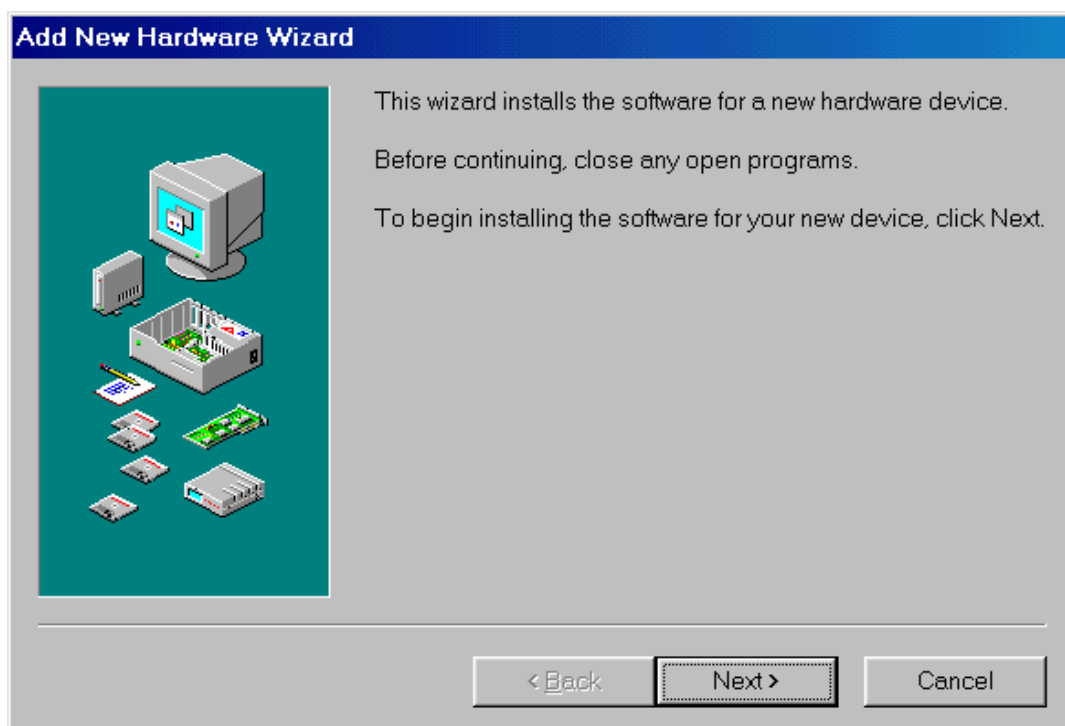 Add New Hardware Wizard
This wizard installs the software for a new hardware device.
Before continuing, close any open programs.
To begin installing the software for your new device, click Next.
< Back
Next >
Cancel